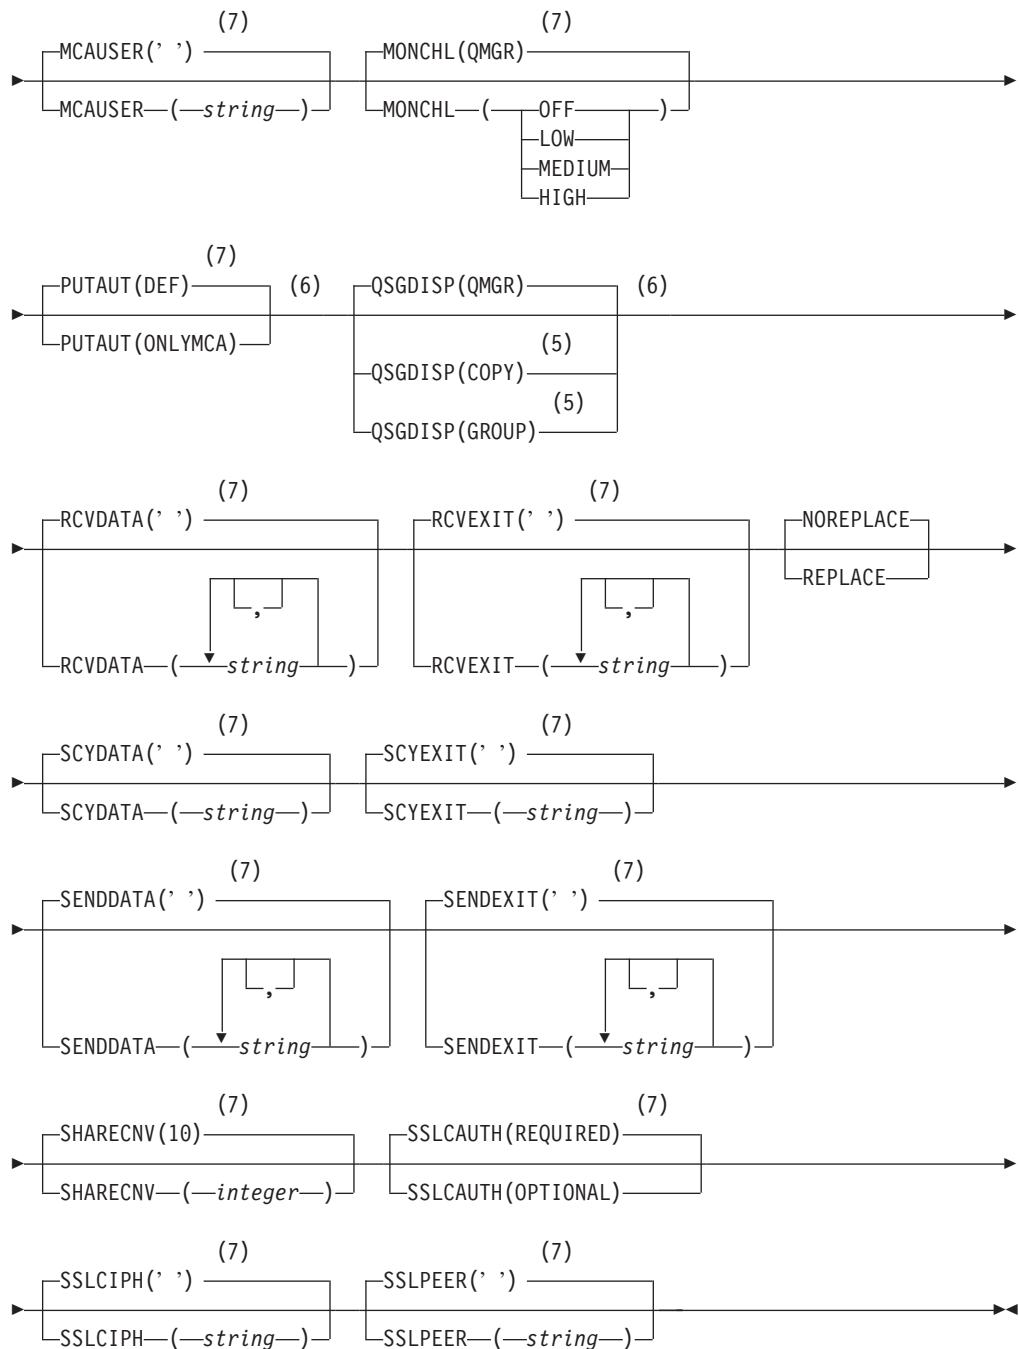 (7) (7)
MCAUSER(’ ’) MONCHL(QMGR)
MCAUSER ( string ) MONCHL ( OFF )
LOW
MEDIUM
HIGH
(7)
PUTAUT(DEF) (6) QSGDISP(QMGR) (6)
PUTAUT(ONLYMCA) (5)
QSGDISP(COPY)
(5)
QSGDISP(GROUP)
(7) (7)
RCVDATA(’ ’) RCVEXIT(’ ’) NOREPLACE
REPLACE
, ,
RCVDATA ( string ) RCVEXIT ( string )
(7) (7)
SCYDATA(’ ’) SCYEXIT(’ ’)
SCYDATA ( string ) SCYEXIT ( string )
(7) (7)
SENDDATA(’ ’) SENDEXIT(’ ’)
, ,
SENDDATA ( string ) SENDEXIT ( string )
(7) (7)
SHARECNV(10) SSLCAUTH(REQUIRED)
SHARECNV ( integer ) SSLCAUTH(OPTIONAL)
(7) (7)
SSLCIPH(’ ’) SSLPEER(’ ’)
SSLCIPH ( string ) SSLPEER ( string )